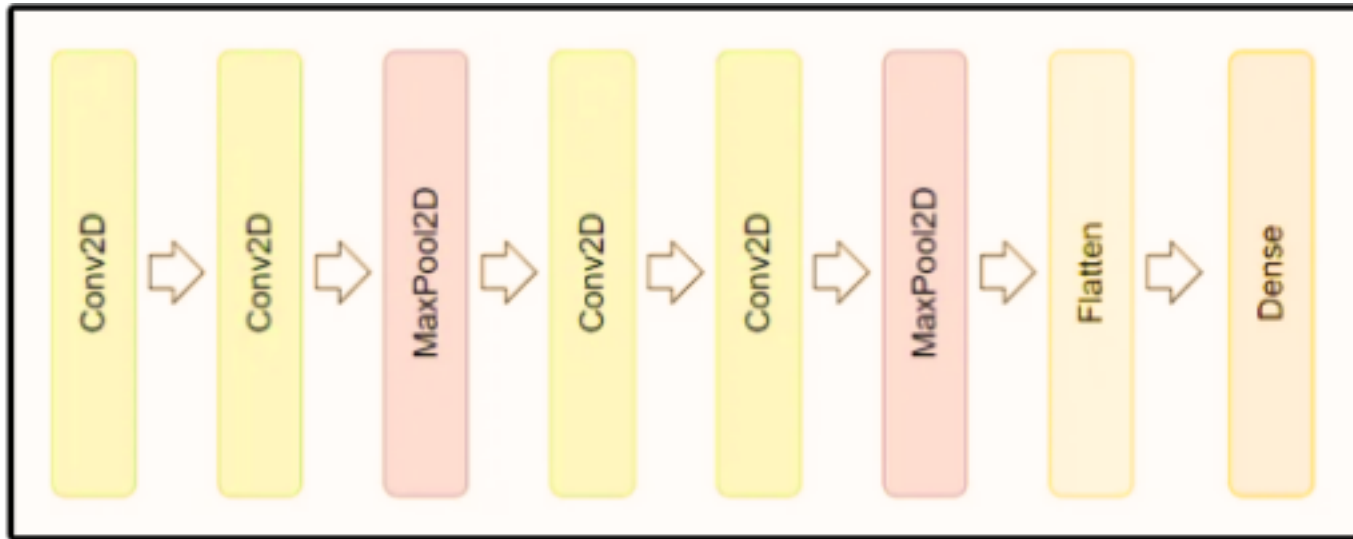 Conv2D
Conv2D
MaxPool2D
Conv2D
Conv2D
MaxPool2D
Flatten
Dense